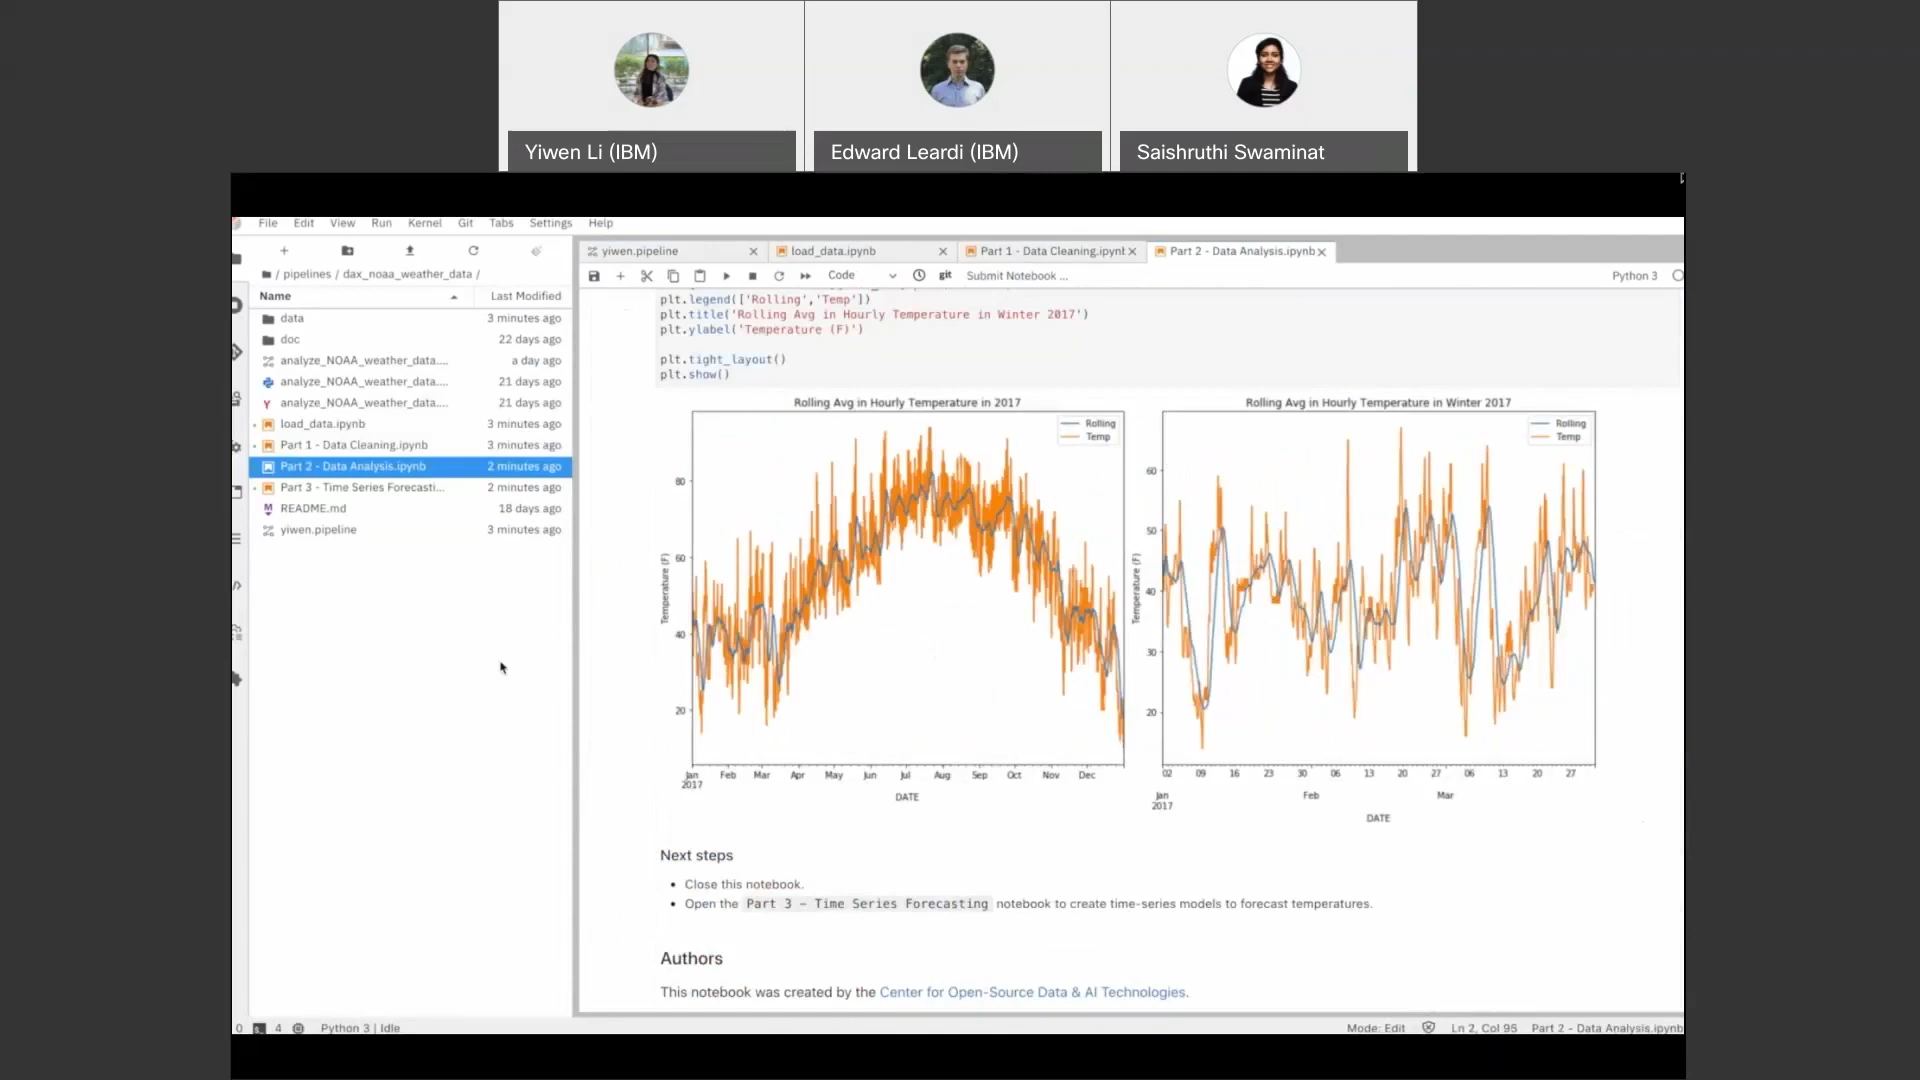 Yiwen Li (IBM)
Edward Leardi (IBM)
Saishruthi Swaminat
File Edit View Run Kernel Git Tabs Settings Help
/ pipelines / dax_noaa_weather_data /
Name Last Modified
data 3 minutes ago
doc 22 days ago
analyze_NOAA_weather_data.... a day ago
analyze_NOAA_weather_data.... 21 days ago
analyze_NOAA_weather_data.... 21 days ago
load_data.ipynb 3 minutes ago
Part 1 - Data Cleaning.ipynb 3 minutes ago
Part 2 - Data Analysis.ipynb 2 minutes ago
Part 3 - Time Series Forecasti... 2 minutes ago
README.md 18 days ago
yiwen.pipeline 3 minutes ago
yiwen.pipeline load_data.ipynb Part 1 - Data Cleaning.ipynb Part 2 - Data Analysis.ipynb
Code git Submit Notebook ... Python 3
plt.legend(['Rolling','Temp'])
plt.title('Rolling Avg in Hourly Temperature in Winter 2017')
plt.ylabel('Temperature (F)')
plt.tight_layout()
plt.show()
Rolling Avg in Hourly Temperature in 2017
Rolling
Temp
Temperature (F)
80
60
40
20
Jan Feb Mar Apr May Jun Jul Aug Sep Oct Nov Dec
2017
DATE
Rolling Avg in Hourly Temperature in Winter 2017
Rolling
Temp
Temperature (F)
60
50
40
30
20
02 09 16 23 30 06 13 20 27 06 13 20 27
Jan Feb Mar
2017
DATE
Next steps
• Close this notebook.
• Open the Part 3 - Time Series Forecasting notebook to create time-series models to forecast temperatures.
Authors
This notebook was created by the Center for Open-Source Data & AI Technologies.
0 4 Python 3 | Idle Mode: Edit Ln 2, Col 95 Part 2 - Data Analysis.ipynb